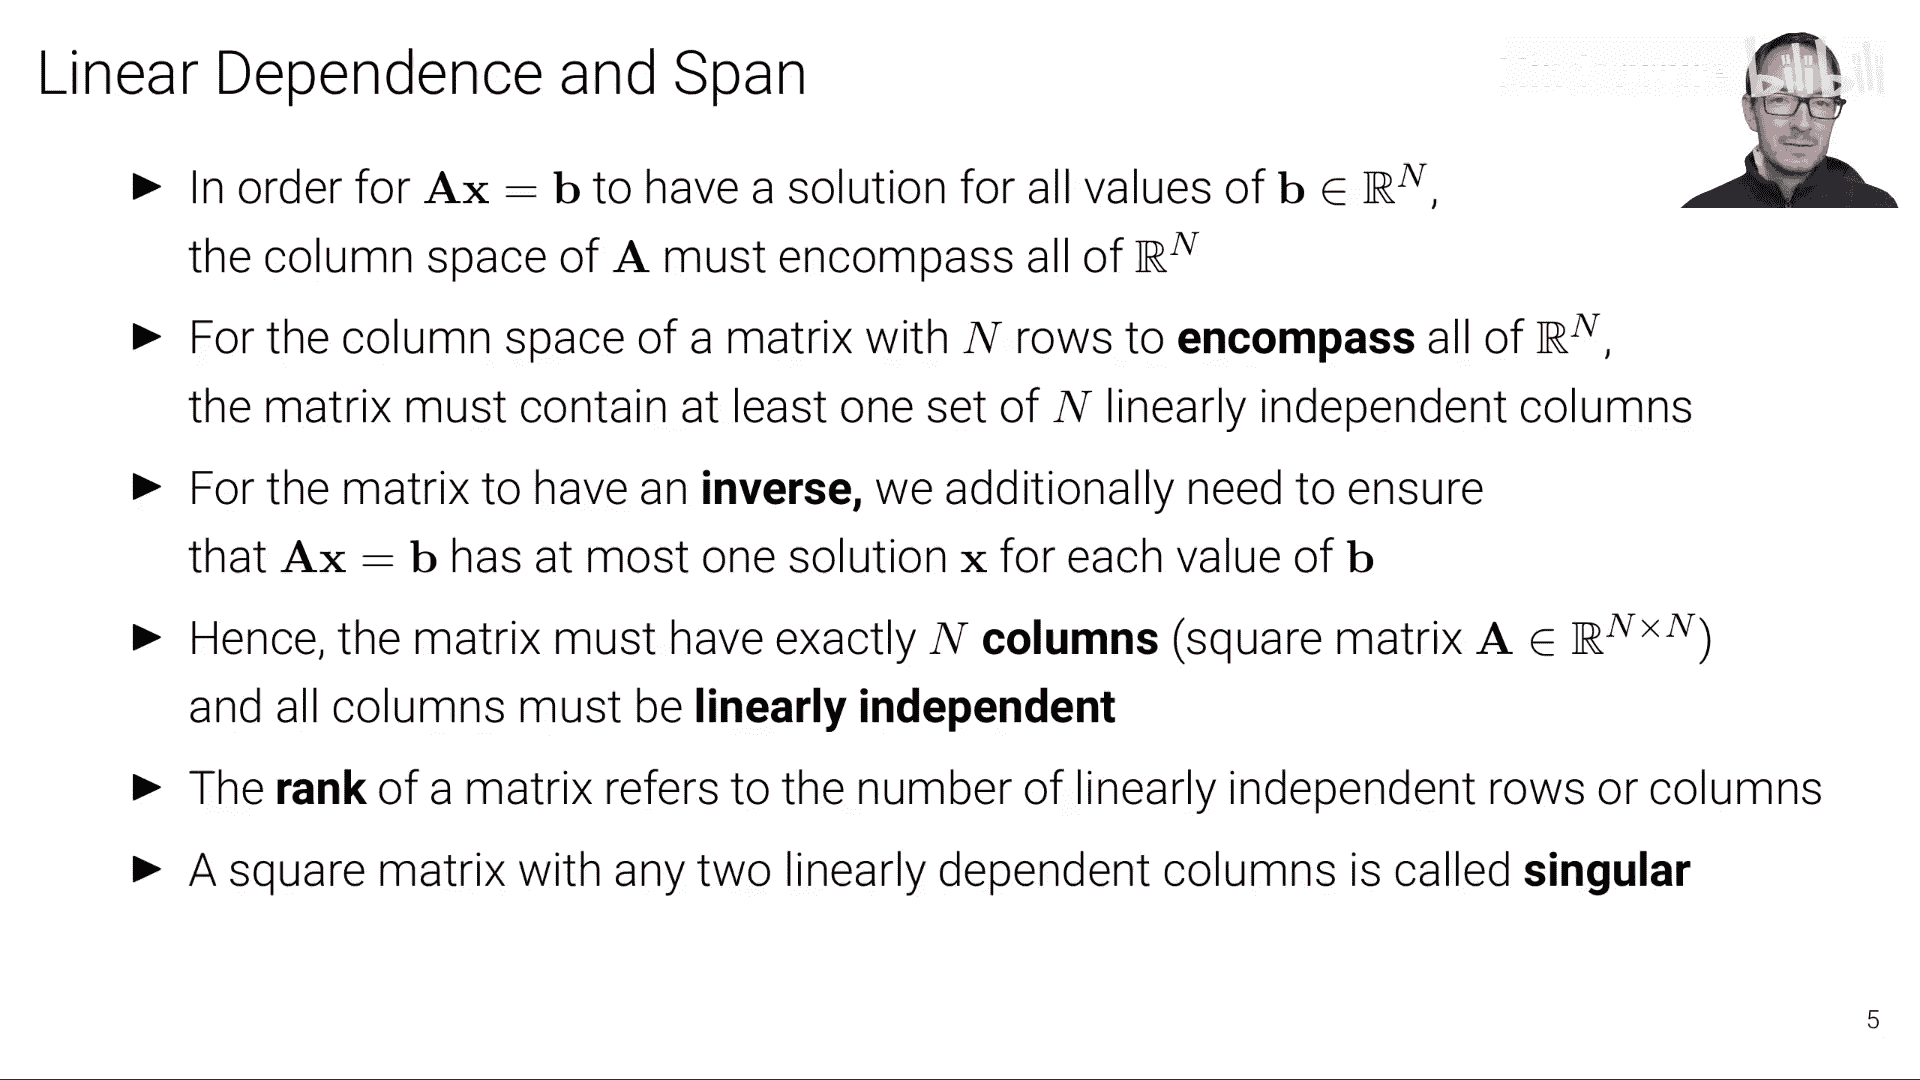 Linear Dependence and Span
bilibili
▶ In order for Ax = b to have a solution for all values of b ∈ ℝᴺ,
the column space of A must encompass all of ℝᴺ
▶ For the column space of a matrix with N rows to encompass all of ℝᴺ,
the matrix must contain at least one set of N linearly independent columns
▶ For the matrix to have an inverse, we additionally need to ensure
that Ax = b has at most one solution x for each value of b
▶ Hence, the matrix must have exactly N columns (square matrix A ∈ ℝᴺˣᴺ)
and all columns must be linearly independent
▶ The rank of a matrix refers to the number of linearly independent rows or columns
▶ A square matrix with any two linearly dependent columns is called singular
5